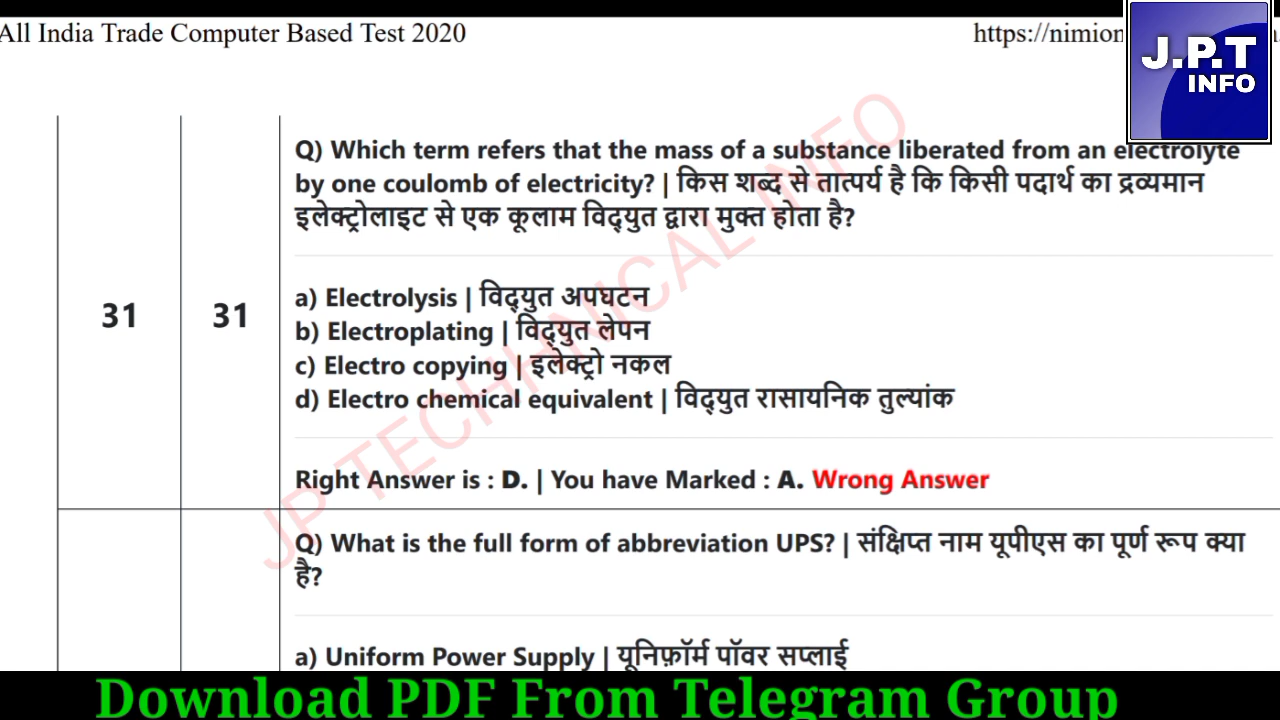 All India Trade Computer Based Test 2020
https://nimion
J.P.T
INFO
Q) Which term refers that the mass of a substance liberated from an electrolyte
by one coulomb of electricity? | किस शब्द से तात्पर्य है कि किसी पदार्थ का द्रव्यमान
इलेक्ट्रोलाइट से एक कूलाम विद्युत द्वारा मुक्त होता है?
31
31
a) Electrolysis | विद्युत अपघटन
b) Electroplating | विद्युत लेपन
c) Electro copying | इलेक्ट्रो नकल
d) Electro chemical equivalent | विद्युत रासायनिक तुल्यांक
Right Answer is : D. | You have Marked : A. Wrong Answer
JP TECHHNICAL INFO
Q) What is the full form of abbreviation UPS? | संक्षिप्त नाम यूपीएस का पूर्ण रूप क्या
है?
a) Uniform Power Supply | यूनिफ़ॉर्म पॉवर सप्लाई
Download PDF From Telegram Group